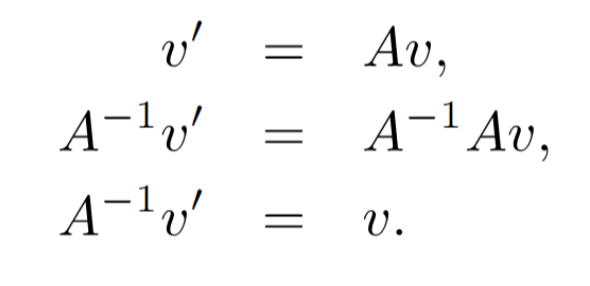 v′ = Av,
A⁻¹v′ = A⁻¹Av,
A⁻¹v′ = v.